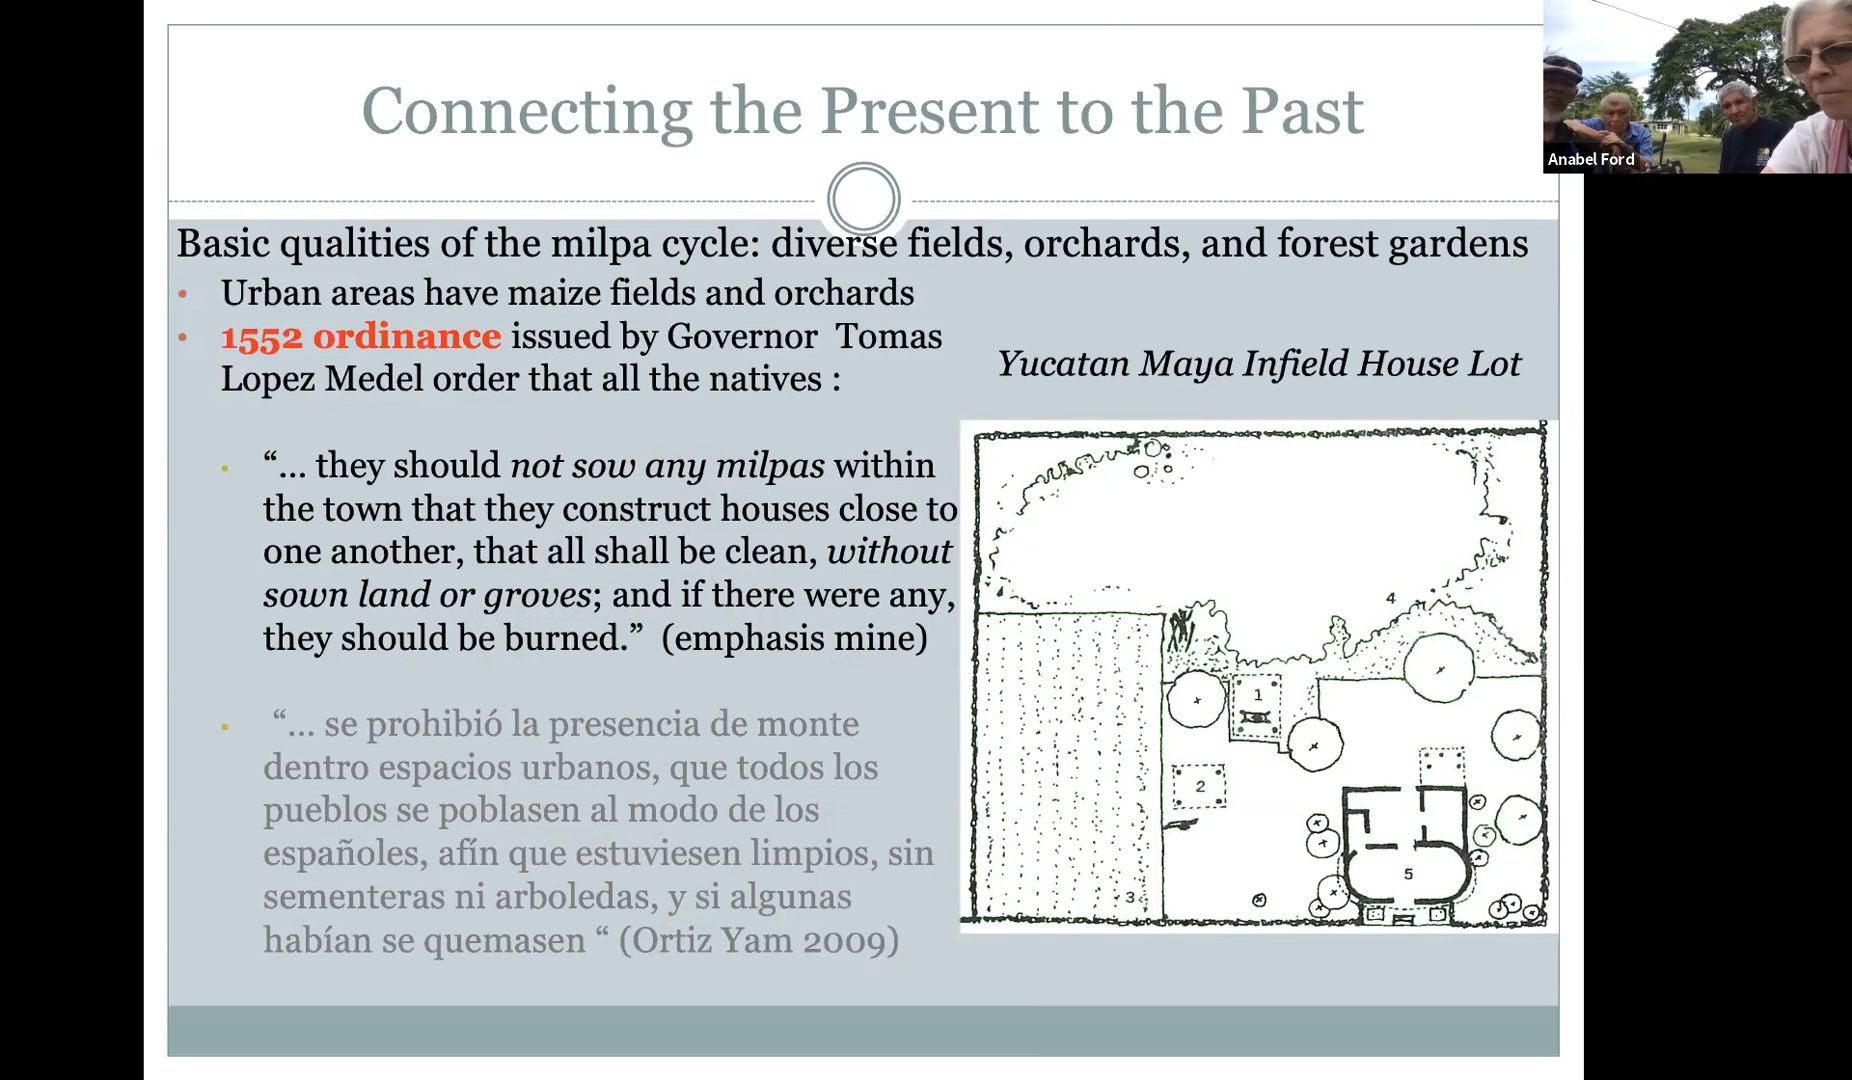 Connecting the Present to the Past
Anabel Ford
Basic qualities of the milpa cycle: diverse fields, orchards, and forest gardens
• Urban areas have maize fields and orchards
• 1552 ordinance issued by Governor Tomas
Lopez Medel order that all the natives :
• “... they should not sow any milpas within
the town that they construct houses close to
one another, that all shall be clean, without
sown land or groves; and if there were any,
they should be burned.” (emphasis mine)
• “... se prohibió la presencia de monte
dentro espacios urbanos, que todos los
pueblos se poblasen al modo de los
españoles, afín que estuviesen limpios, sin
sementeras ni arboledas, y si algunas
habían se quemasen “ (Ortiz Yam 2009)
Yucatan Maya Infield House Lot
4
1
2
5
3